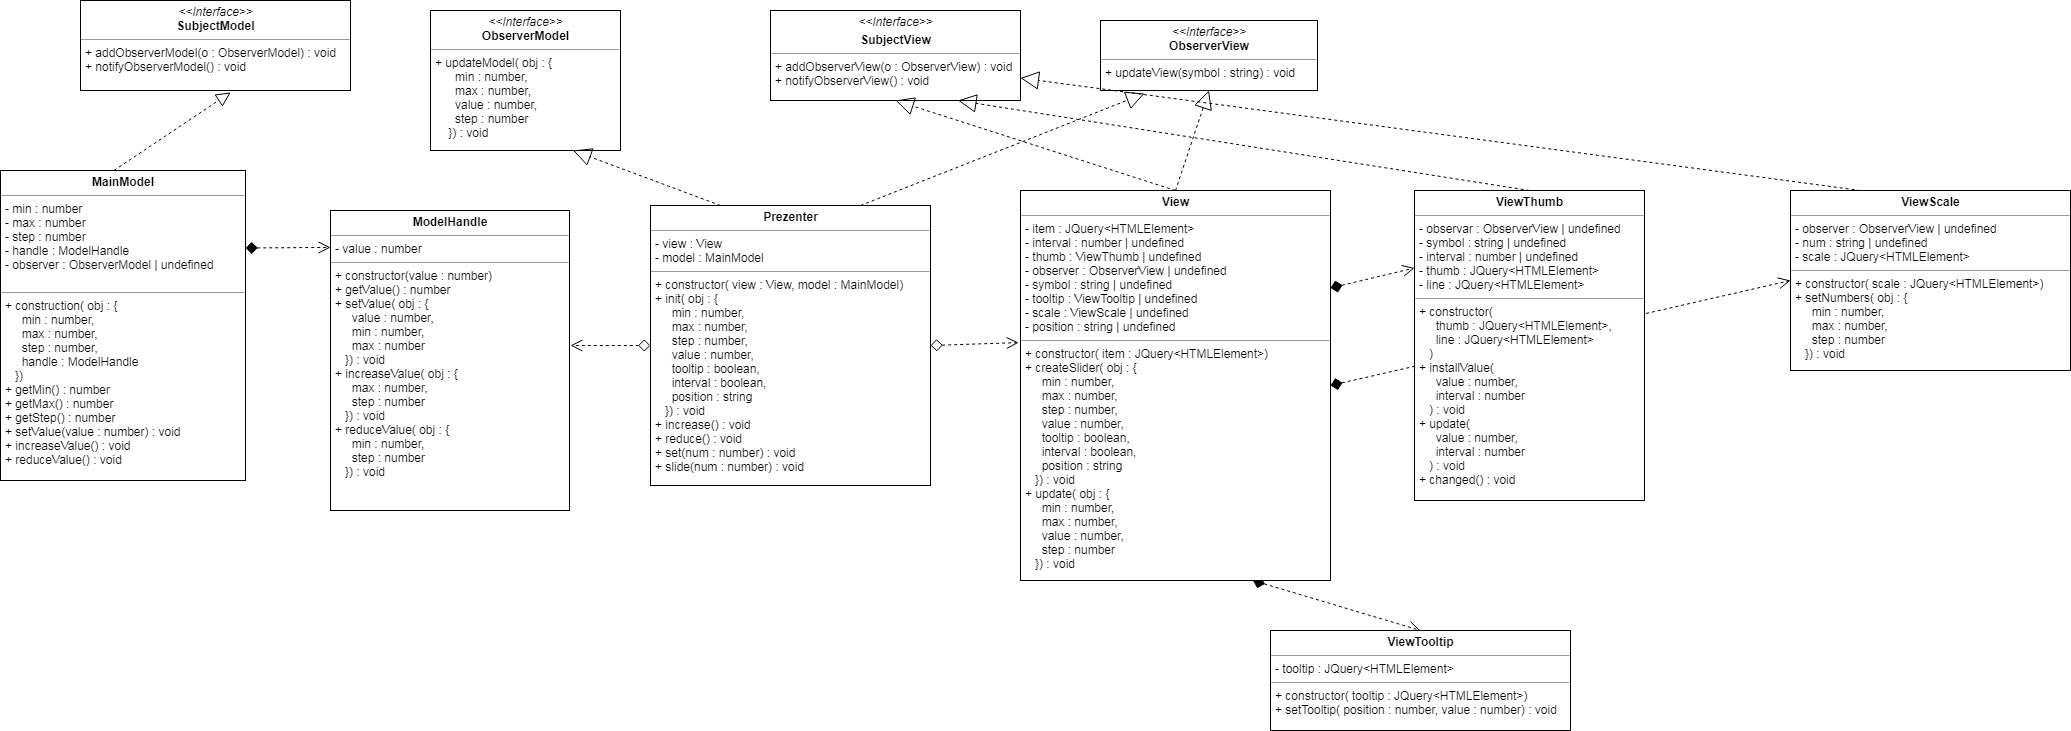 <<Interface>>
SubjectModel
+ addObserverModel(o : ObserverModel) : void
+ notifyObserverModel() : void
<<Interface>>
ObserverModel
+ updateModel( obj : {
min : number,
max : number,
value : number,
step : number
}) : void
<<Interface>>
SubjectView
+ addObserverView(o : ObserverView) : void
+ notifyObserverView() : void
<<Interface>>
ObserverView
+ updateView(symbol : string) : void
MainModel
- min : number
- max : number
- step : number
- handle : ModelHandle
- observer : ObserverModel | undefined
+ construction( obj : {
min : number,
max : number,
step : number,
handle : ModelHandle
})
+ getMin() : number
+ getMax() : number
+ getStep() : number
+ setValue(value : number) : void
+ increaseValue() : void
+ reduceValue() : void
ModelHandle
- value : number
+ constructor(value : number)
+ getValue() : number
+ setValue( obj : {
value : number,
min : number,
max : number
}) : void
+ increaseValue( obj : {
max : number,
step : number
}) : void
+ reduceValue( obj : {
min : number,
step : number
}) : void
Prezenter
- view : View
- model : MainModel
+ constructor( view : View, model : MainModel)
+ init( obj : {
min : number,
max : number,
step : number,
value : number,
tooltip : boolean,
interval : boolean,
position : string
}) : void
+ increase() : void
+ reduce() : void
+ set(num : number) : void
+ slide(num : number) : void
View
- item : JQuery<HTMLElement>
- interval : number | undefined
- thumb : ViewThumb | undefined
- observer : ObserverView | undefined
- symbol : string | undefined
- tooltip : ViewTooltip | undefined
- scale : ViewScale | undefined
- position : string | undefined
+ constructor( item : JQuery<HTMLElement>)
+ createSlider( obj : {
min : number,
max : number,
step : number,
value : number,
tooltip : boolean,
interval : boolean,
position : string
}) : void
+ update( obj : {
min : number,
max : number,
value : number,
step : number
}) : void
ViewThumb
- observar : ObserverView | undefined
- symbol : string | undefined
- interval : number | undefined
- thumb : JQuery<HTMLElement>
- line : JQuery<HTMLElement>
+ constructor(
thumb : JQuery<HTMLElement>,
line : JQuery<HTMLElement>
)
+ installValue(
value : number,
interval : number
) : void
+ update(
value : number,
interval : number
) : void
+ changed() : void
ViewScale
- observer : ObserverView | undefined
- num : string | undefined
- scale : JQuery<HTMLElement>
+ constructor( scale : JQuery<HTMLElement>)
+ setNumbers( obj : {
min : number,
max : number,
step : number
}) : void
ViewTooltip
- tooltip : JQuery<HTMLElement>
+ constructor( tooltip : JQuery<HTMLElement>)
+ setTooltip( position : number, value : number) : void